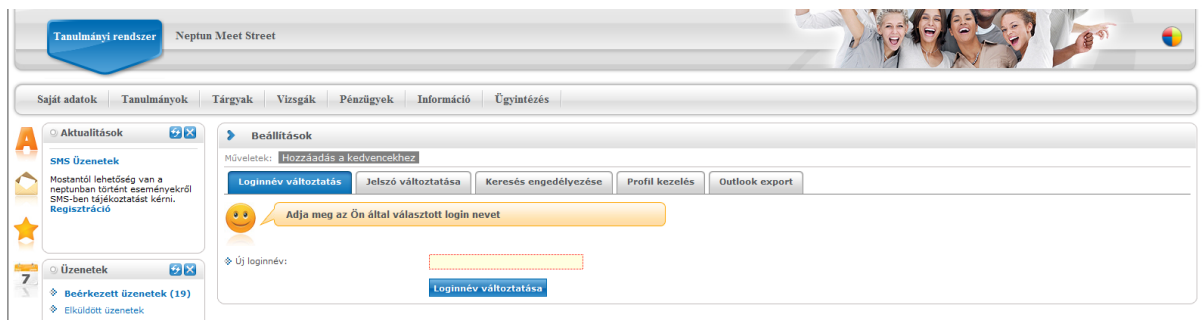 Tanulmányi rendszer
Neptun Meet Street
Saját adatok
Tanulmányok
Tárgyak
Vizsgák
Pénzügyek
Információ
Ügyintézés
A
Aktualitások
SMS Üzenetek
Mostantól lehetőség van a
neptunban történt eseményekről
SMS-ben tájékoztatást kérni.
Regisztráció
7
Üzenetek
Beérkezett üzenetek (19)
Elküldött üzenetek
Beállítások
Műveletek: Hozzáadás a kedvencekhez
Loginnév változtatás
Jelszó változtatása
Keresés engedélyezése
Profil kezelés
Outlook export
Adja meg az Ön által választott login nevet
Új loginnév:
Loginnév változtatása